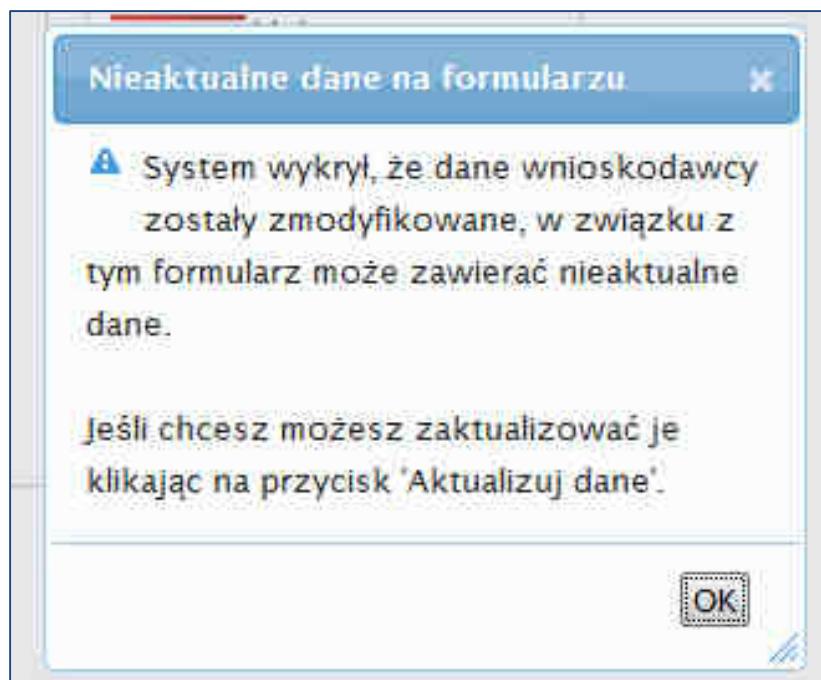 Nieaktualne dane na formularzu
System wykrył, że dane wnioskodawcy
zostały zmodyfikowane, w związku z
tym formularz może zawierać nieaktualne
dane.
Jeśli chcesz możesz zaktualizować je
klikając na przycisk 'Aktualizuj dane'.
OK